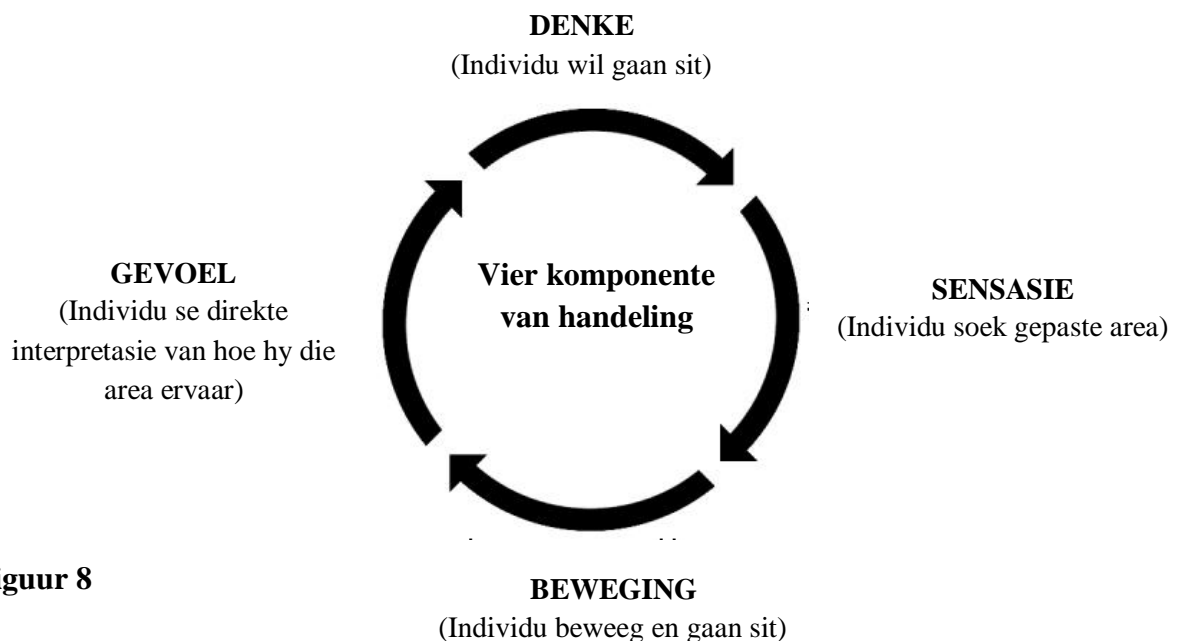 DENKE
(Individu wil gaan sit)
Vier komponente
van handeling
SENSASIE
(Individu soek gepaste area)
GEVOEL
(Individu se direkte
interpretasie van hoe hy die
area ervaar)
BEWEGING
(Individu beweeg en gaan sit)
iguur 8